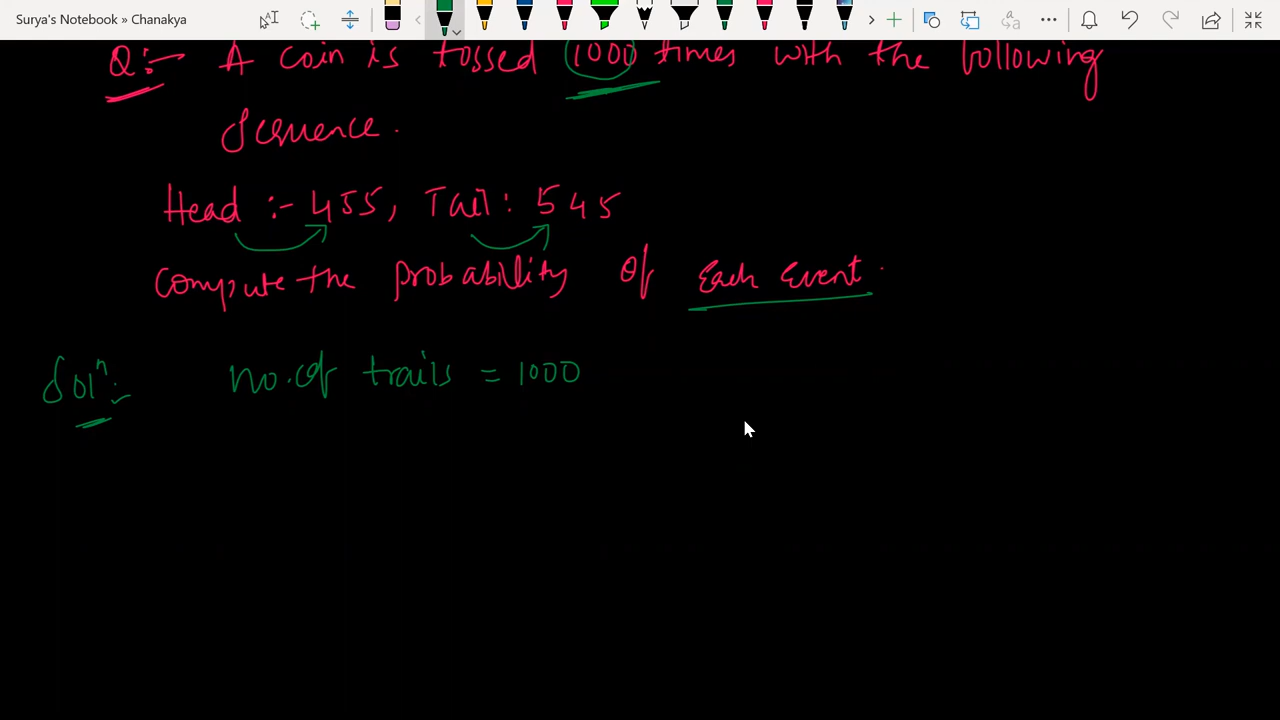 Surya's Notebook » Chanakya
Q:- A coin is tossed 1000 times with the following
Sequence.
Head :- 455, Tail: 545
Compute the probability of Each Event.
Solⁿ:- no. of trails = 1000